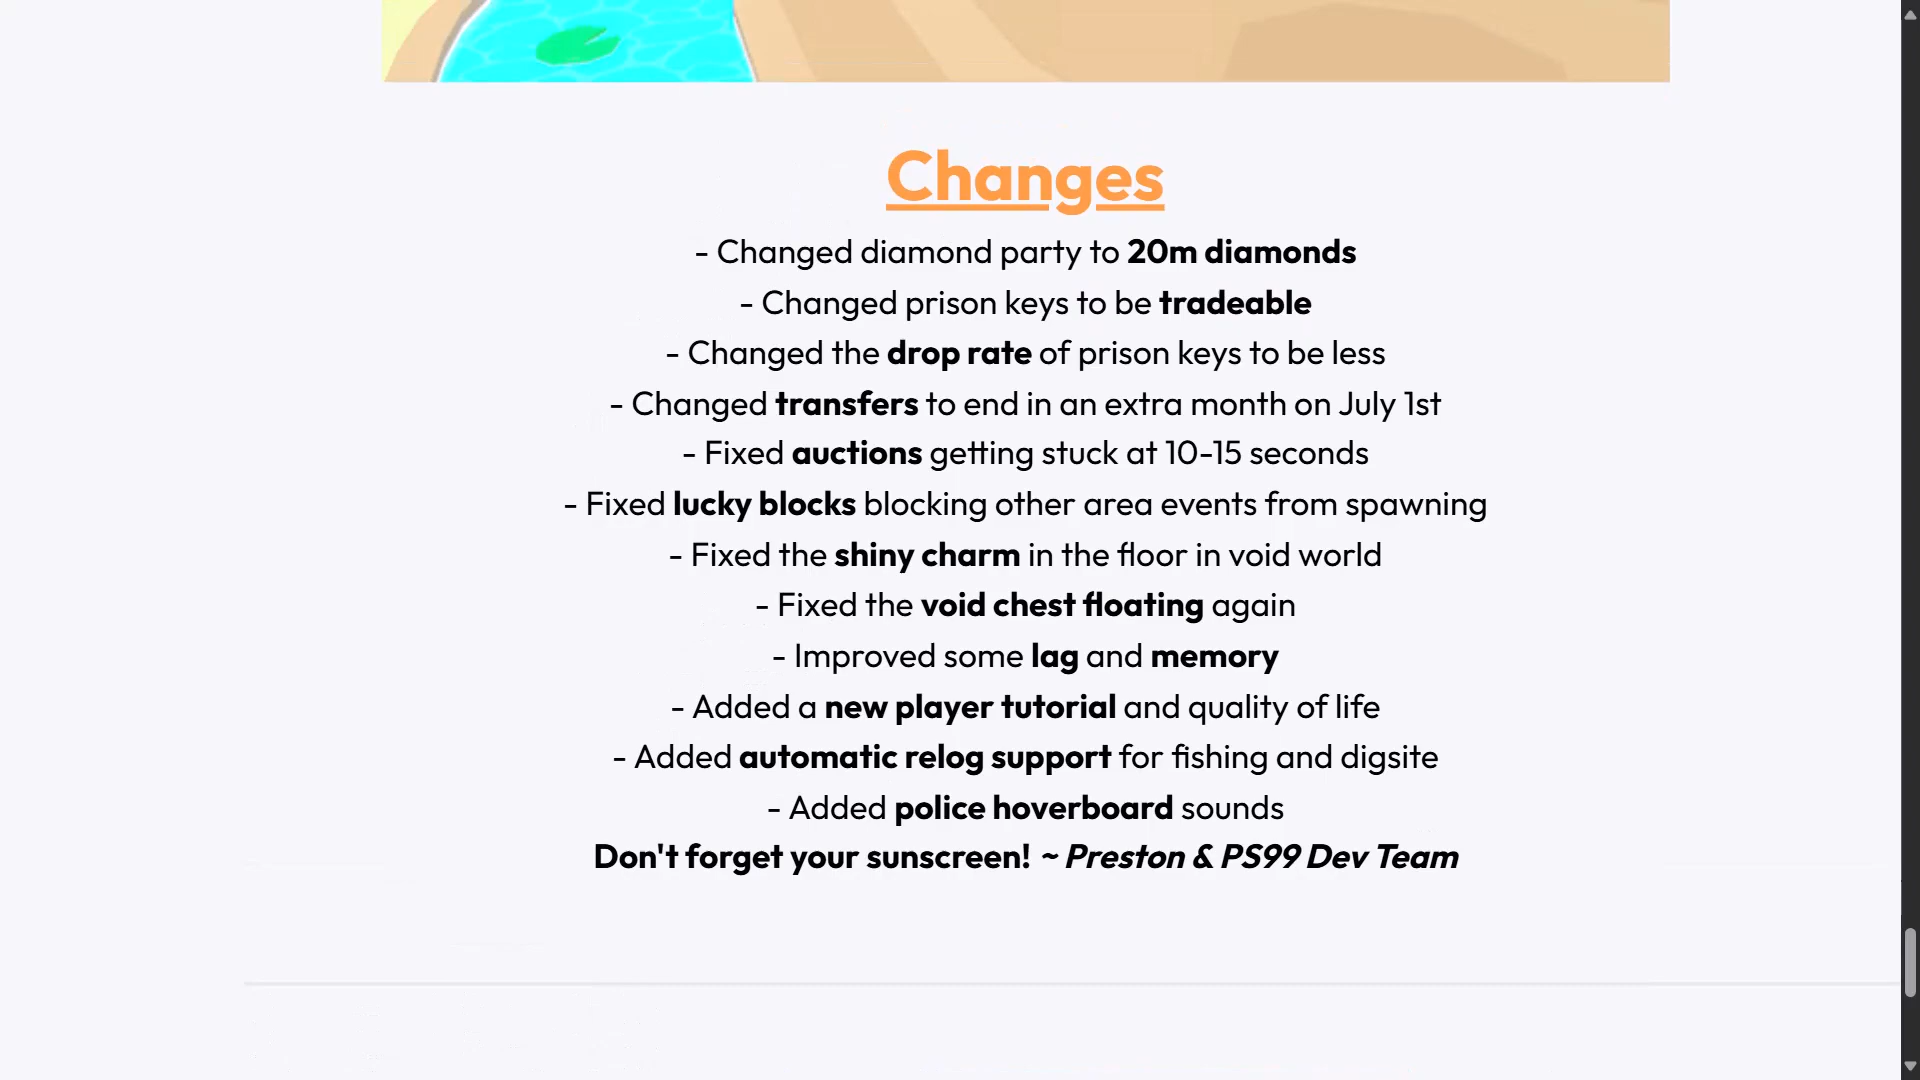 Changes
- Changed diamond party to 20m diamonds
- Changed prison keys to be tradeable
- Changed the drop rate of prison keys to be less
- Changed transfers to end in an extra month on July 1st
- Fixed auctions getting stuck at 10-15 seconds
- Fixed lucky blocks blocking other area events from spawning
- Fixed the shiny charm in the floor in void world
- Fixed the void chest floating again
- Improved some lag and memory
- Added a new player tutorial and quality of life
- Added automatic relog support for fishing and digsite
- Added police hoverboard sounds
Don't forget your sunscreen! ~ Preston & PS99 Dev Team